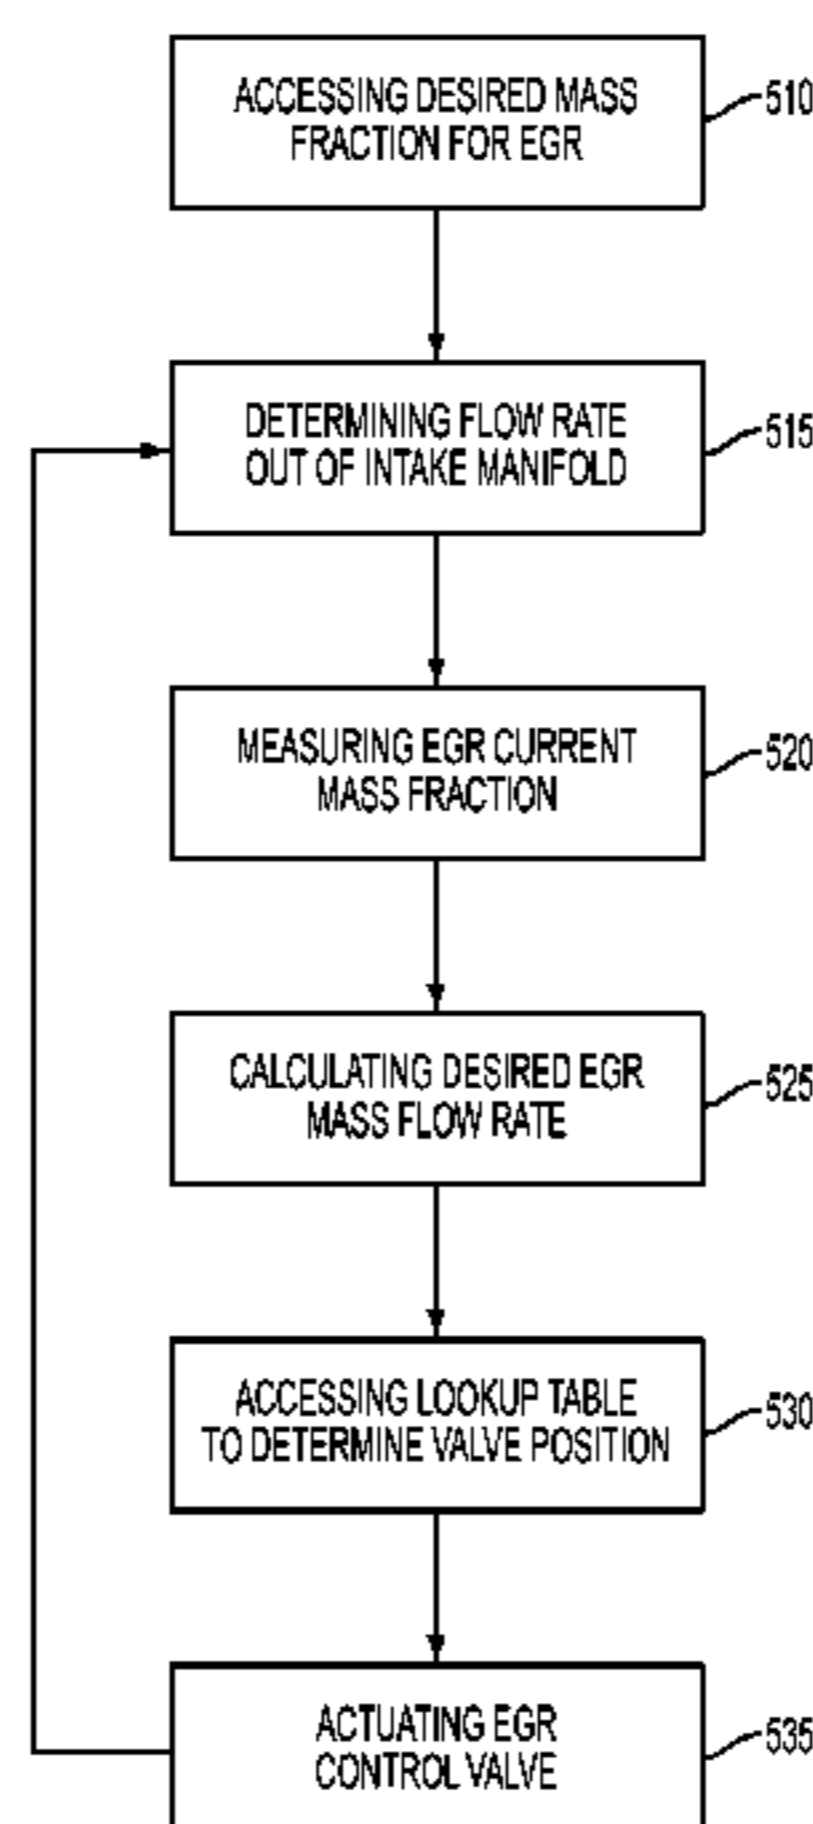 ACCESSING DESIRED MASS
FRACTION FOR EGR
510
DETERMINING FLOW RATE
OUT OF INTAKE MANIFOLD
515
MEASURING EGR CURRENT
MASS FRACTION
520
CALCULATING DESIRED EGR
MASS FLOW RATE
525
ACCESSING LOOKUP TABLE
TO DETERMINE VALVE POSITION
530
ACTUATING EGR
CONTROL VALVE
535